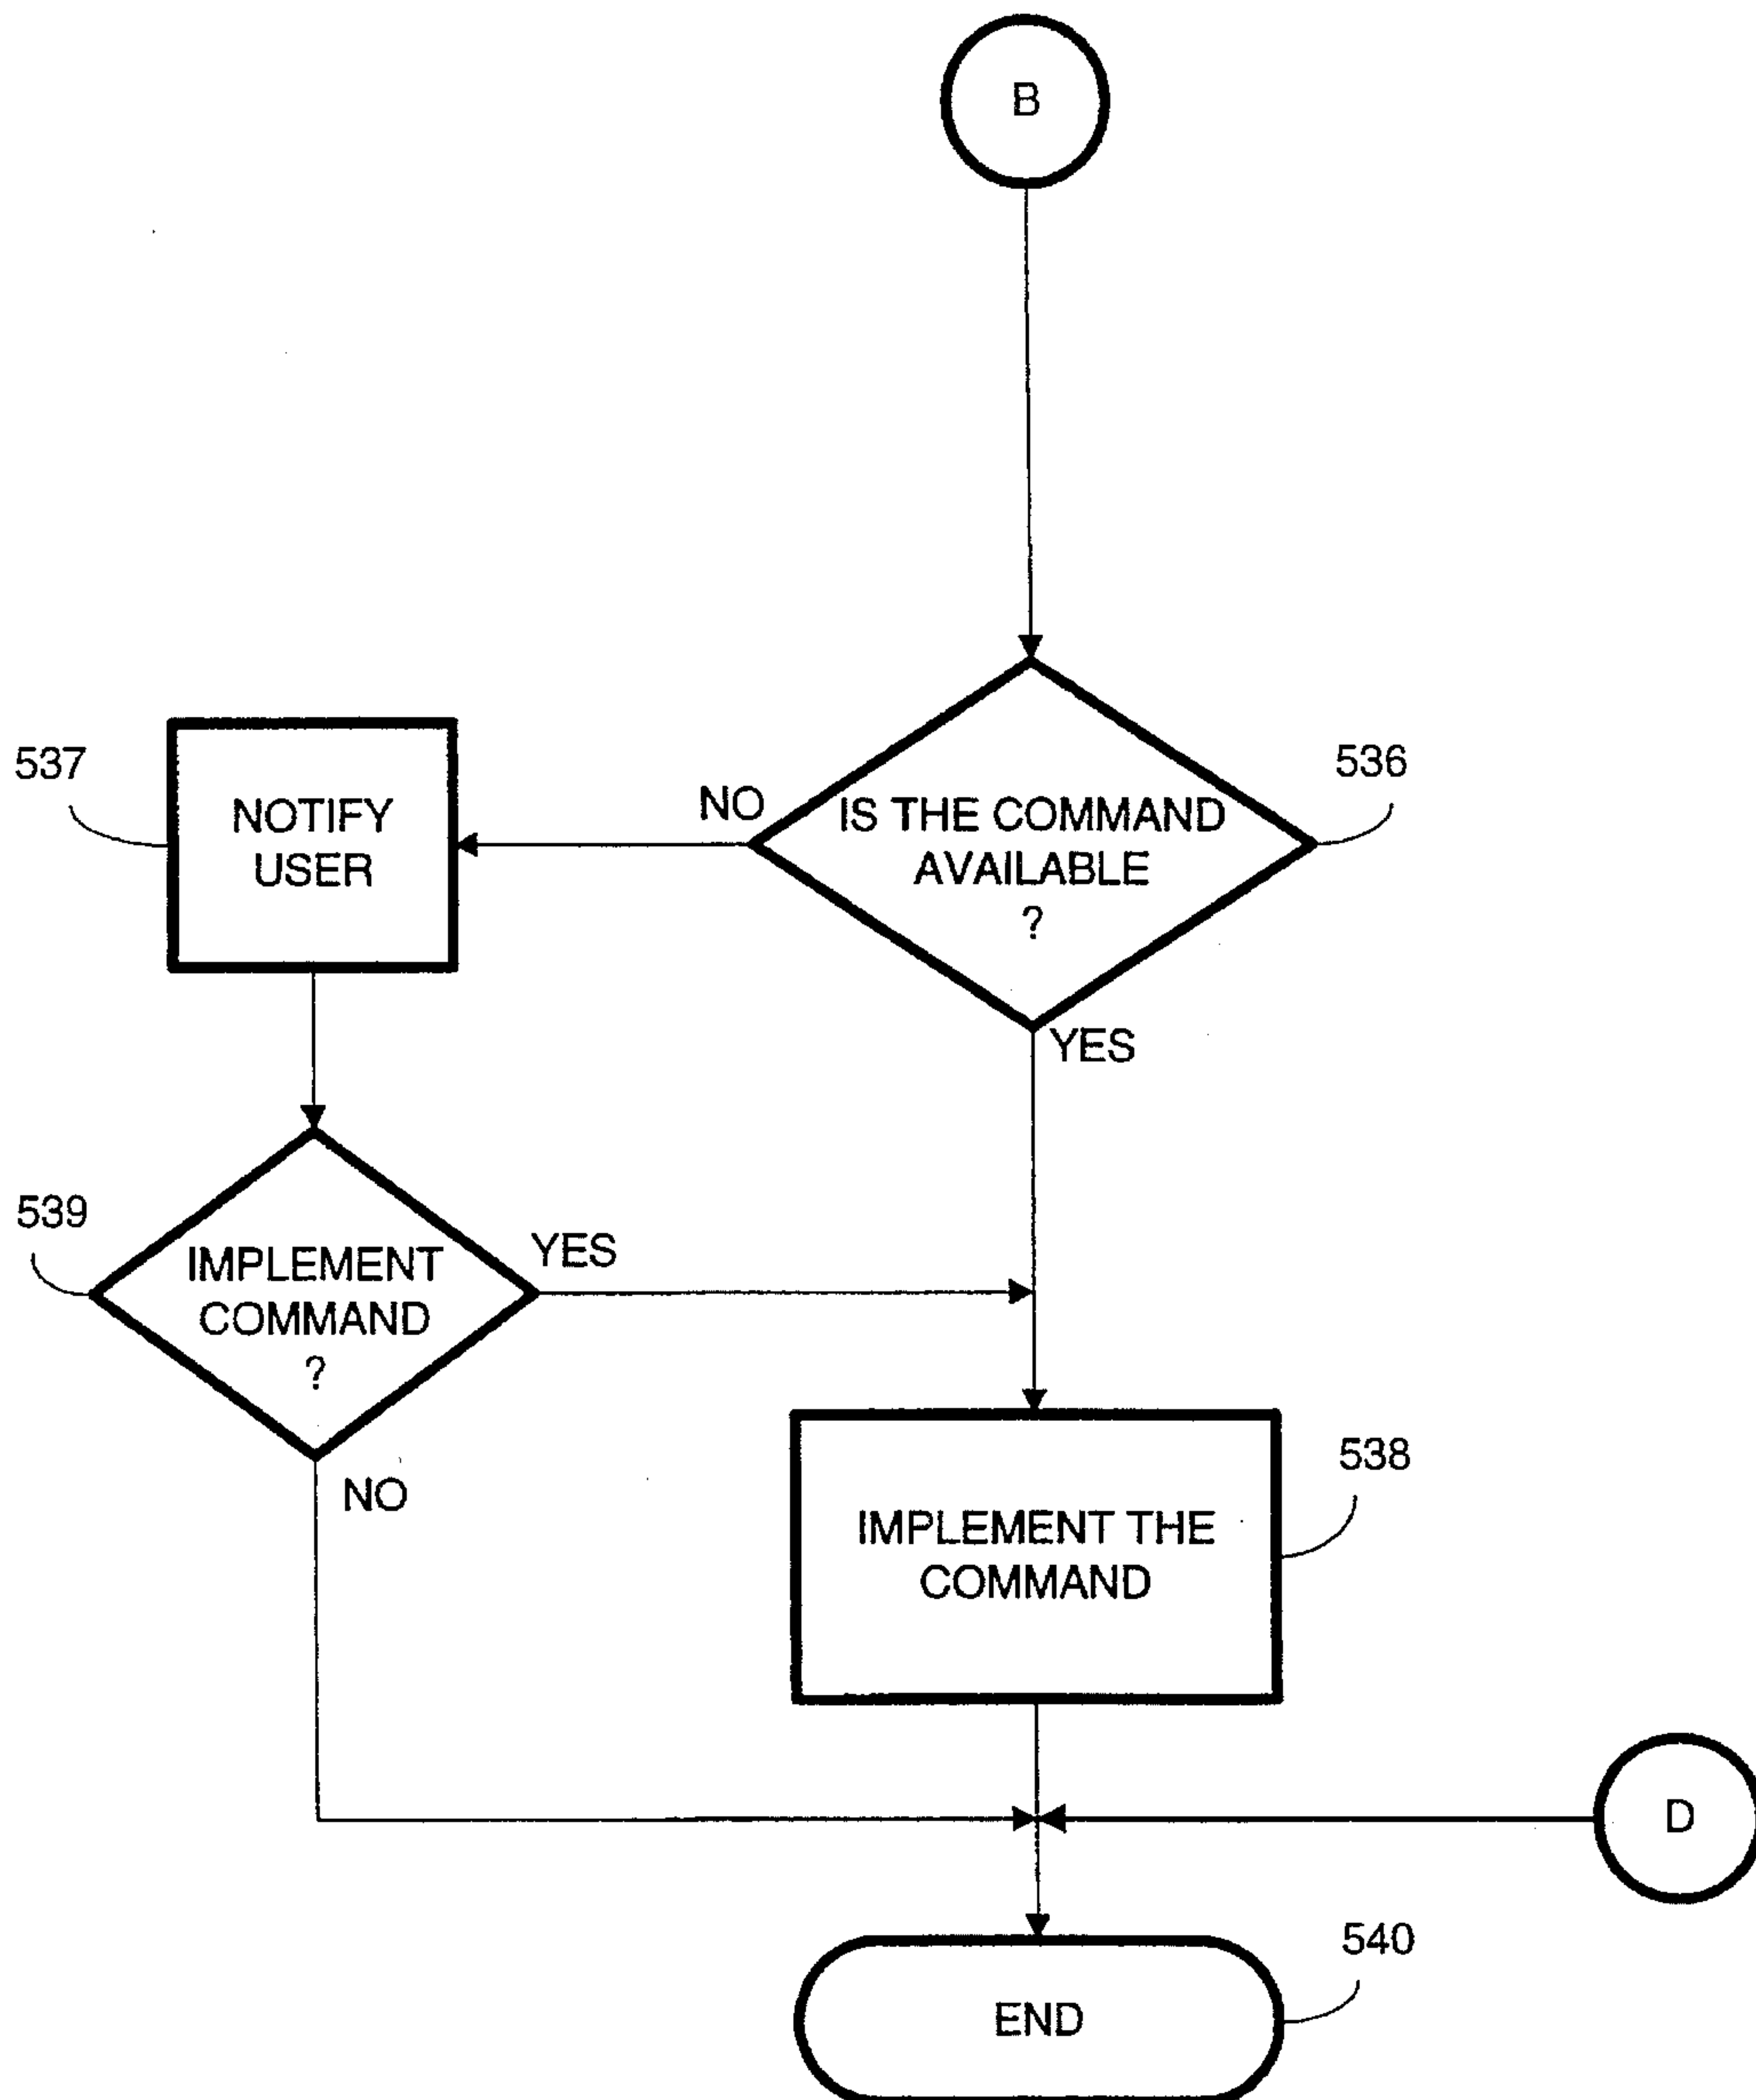 B
537
NOTIFY
USER
NO
IS THE COMMAND
AVAILABLE
?
536
YES
539
IMPLEMENT
COMMAND
?
YES
NO
IMPLEMENT THE
COMMAND
538
D
END
540